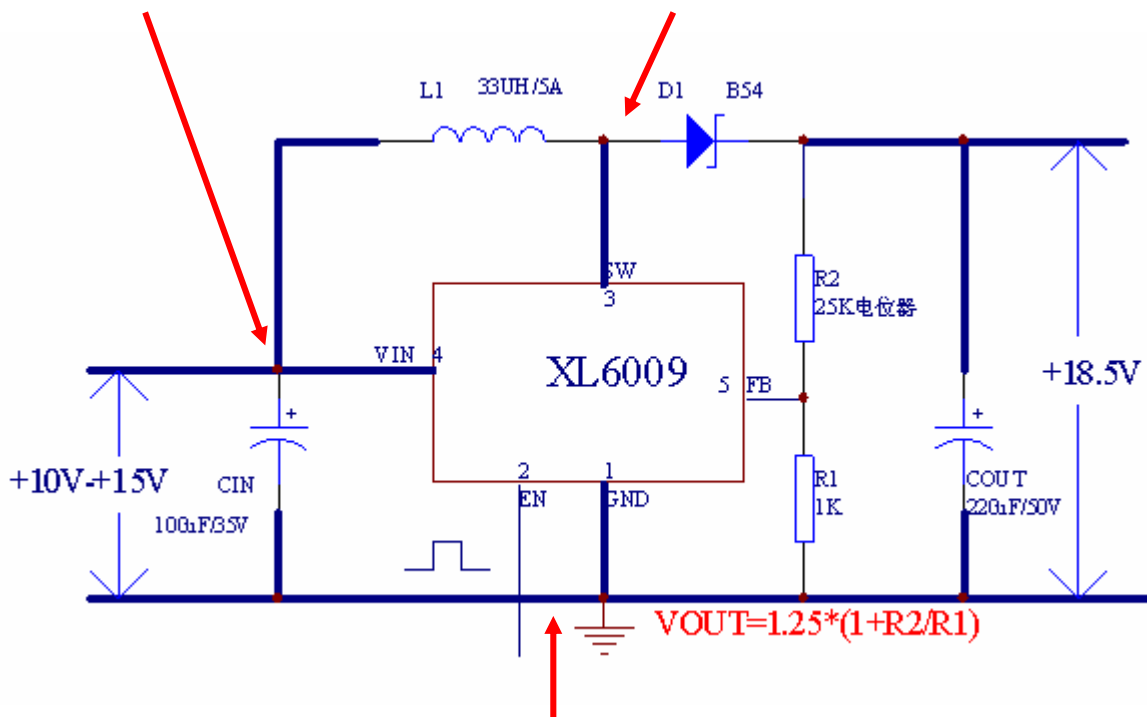 L1 33UH/5A D1 B54
SW
3
R2
25K电位器
VIN 4
XL6009
5 FB
+18.5V
+
+
+10V-+15V
CIN
100uF/35V
2
EN
1
GND
R1
1K
COUT
220uF/50V
VOUT=1.25*(1+R2/R1)